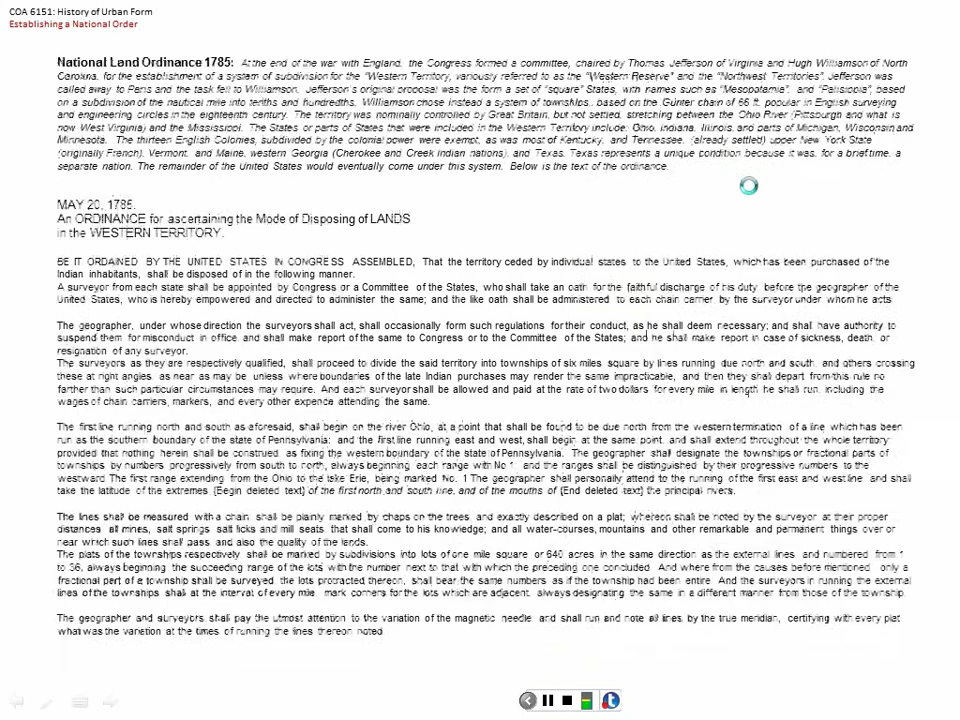 COA 6151: History of Urban Form
Establishing a National Order
National Land Ordinance 1785: At the end of the war with England, the Congress formed a committee, chaired by Thomas Jefferson of Virginia and Hugh Williamson of North
Carolina, for the establishment of a system of subdivision for the "Western Territory, variously referred to as the "Western Reserve" and the "Northwest Territories". Jefferson was
called away to Paris and the task fell to Williamson. Jefferson's original proposal was the form a set of "square" States, with names such as "Mesopotamia", and "Palisipia", based
on a subdivision of the nautical mile into tenths and hundredths. Williamson chose instead a system of townships, based on the Gunter chain of 66 ft. popular in English surveying
and engineering circles in the eighteenth century. The territory was nominally controlled by Great Britain, but not settled, stretching between the Ohio River (Pittsburgh and what is
now West Virginia) and the Mississippi. The States or parts of States that were included in the Western Territory include: Ohio, Indiana, Illinois, and parts of Michigan, Wisconsin and
Minnesota. The thirteen English Colonies, subdivided by the colonial power were exempt, as was most of Kentucky, and Tennessee, (already settled) upper New York State
(originally French), Vermont, and Maine, western Georgia (Cherokee and Creek Indian nations), and Texas. Texas represents a unique condition because it was, for a brief time, a
separate nation. The remainder of the United States would eventually come under this system. Below is the text of the ordinance.
MAY 20, 1785.
An ORDINANCE for ascertaining the Mode of Disposing of LANDS
in the WESTERN TERRITORY.
BE IT ORDAINED BY THE UNITED STATES IN CONGRESS ASSEMBLED, That the territory ceded by individual states to the United States, which has been purchased of the
Indian inhabitants, shall be disposed of in the following manner.
A surveyor from each state shall be appointed by Congress or a Committee of the States, who shall take an oath for the faithful discharge of his duty, before the geographer of the
United States, who is hereby empowered and directed to administer the same; and the like oath shall be administered to each chain carrier, by the surveyor under whom he acts
The geographer, under whose direction the surveyors shall act, shall occasionally form such regulations for their conduct, as he shall deem necessary; and shall have authority to
suspend them for misconduct in office, and shall make report of the same to Congress or to the Committee of the States; and he shall make report in case of sickness, death, or
resignation of any surveyor.
The surveyors as they are respectively qualified, shall proceed to divide the said territory into townships of six miles square by lines running due north and south, and others crossing
these at right angles, as near as may be, unless where boundaries of the late Indian purchases may render the same impracticable, and then they shall depart from this rule no
farther than such particular circumstances may require. And each surveyor shall be allowed and paid at the rate of two dollars for every mile in length he shall run, including the
wages of chain carriers, markers, and every other expence attending the same.
The first line running north and south as aforesaid, shall begin on the river Ohio, at a point that shall be found to be due north from the western termination of a line which has been
run as the southern boundary of the state of Pennsylvania; and the first line running east and west, shall begin at the same point, and shall extend throughout the whole territory;
provided that nothing herein shall be construed, as fixing the western boundary of the state of Pennsylvania. The geographer shall designate the townships or fractional parts of
townships by numbers progressively from south to north, always beginning each range with No 1. and the ranges shall be distinguished by their progressive numbers to the
westward The first range extending from the Ohio to the lake Erie, being marked No. 1 The geographer shall personally attend to the running of the first east and west line, and shall
take the latitude of the extremes {Begin deleted text} of the first north and south line, and of the mouths of {End deleted text} the principal rivers.
The lines shall be measured with a chain, shall be plainly marked by chaps on the trees, and exactly described on a plat; whereon shall be noted by the surveyor at their proper
distances, all mines, salt springs, salt licks and mill seats that shall come to his knowledge; and all water-courses, mountains and other remarkable and permanent things over or
near which such lines shall pass, and also the quality of the lands.
The plats of the townships respectively shall be marked by subdivisions into lots of one mile square, or 640 acres in the same direction as the external lines, and numbered from 1
to 36, always beginning the succeeding range of the lots with the number next to that with which the preceding one concluded. And where from the causes before mentioned, only a
fractional part of a township shall be surveyed, the lots protracted thereon, shall bear the same numbers as if the township had been entire. And the surveyors in running the external
lines of the townships shall at the interval of every mile, mark corners for the lots which are adjacent, always designating the same in a different manner from those of the township.
The geographer and surveyors shall pay the utmost attention to the variation of the magnetic needle, and shall run and note all lines by the true meridian, certifying with every plat
what was the variation at the times of running the lines thereon noted